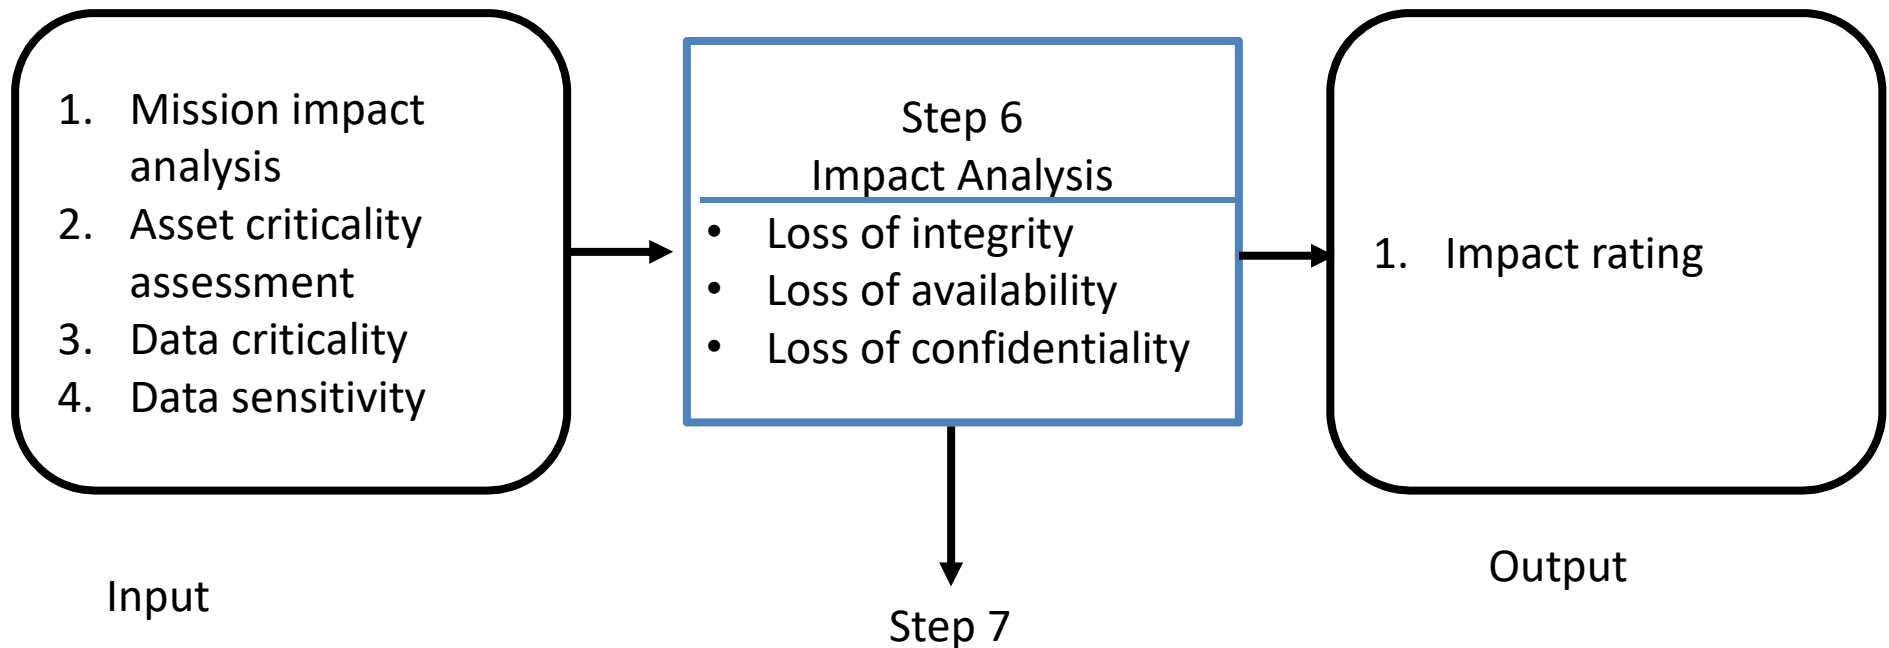 1. Mission impact
analysis
2. Asset criticality
assessment
3. Data criticality
4. Data sensitivity
Input
Step 6
Impact Analysis
• Loss of integrity
• Loss of availability
• Loss of confidentiality
Step 7
1. Impact rating
Output